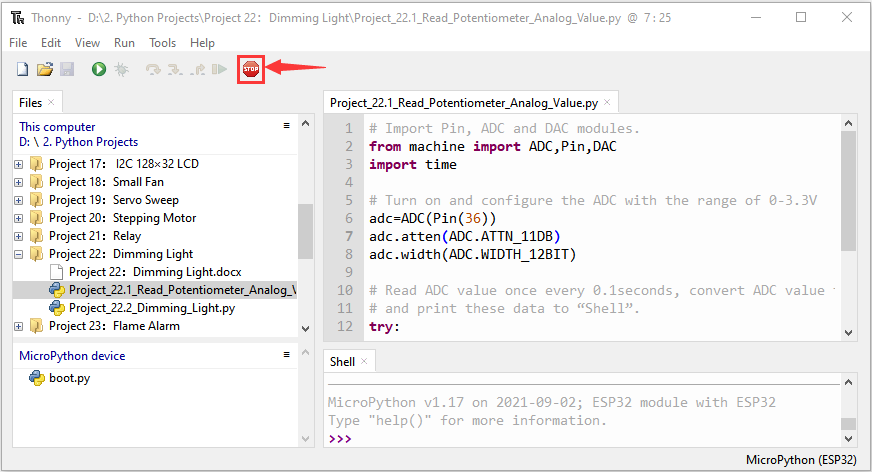 Thonny - D:\2. Python Projects\Project 22：Dimming Light\Project_22.1_Read_Potentiometer_Analog_Value.py @ 7 : 25
File Edit View Run Tools Help
STOP
Files ×
This computer
D: \ 2. Python Projects
Project 17： I2C 128×32 LCD
Project 18：Small Fan
Project 19：Servo Sweep
Project 20：Stepping Motor
Project 21：Relay
Project 22：Dimming Light
Project 22：Dimming Light.docx
Project_22.1_Read_Potentiometer_Analog_V
Project_22.2_Dimming_Light.py
Project 23：Flame Alarm
MicroPython device
boot.py
Project_22.1_Read_Potentiometer_Analog_Value.py ×
1 # Import Pin, ADC and DAC modules.
2 from machine import ADC,Pin,DAC
3 import time
4
5 # Turn on and configure the ADC with the range of 0-3.3V
6 adc=ADC(Pin(36))
7 adc.atten(ADC.ATTN_11DB)
8 adc.width(ADC.WIDTH_12BIT)
9
10 # Read ADC value once every 0.1seconds, convert ADC value
11 # and print these data to “Shell”.
12 try:
Shell ×
MicroPython v1.17 on 2021-09-02; ESP32 module with ESP32
Type "help()" for more information.
>>>
MicroPython (ESP32)